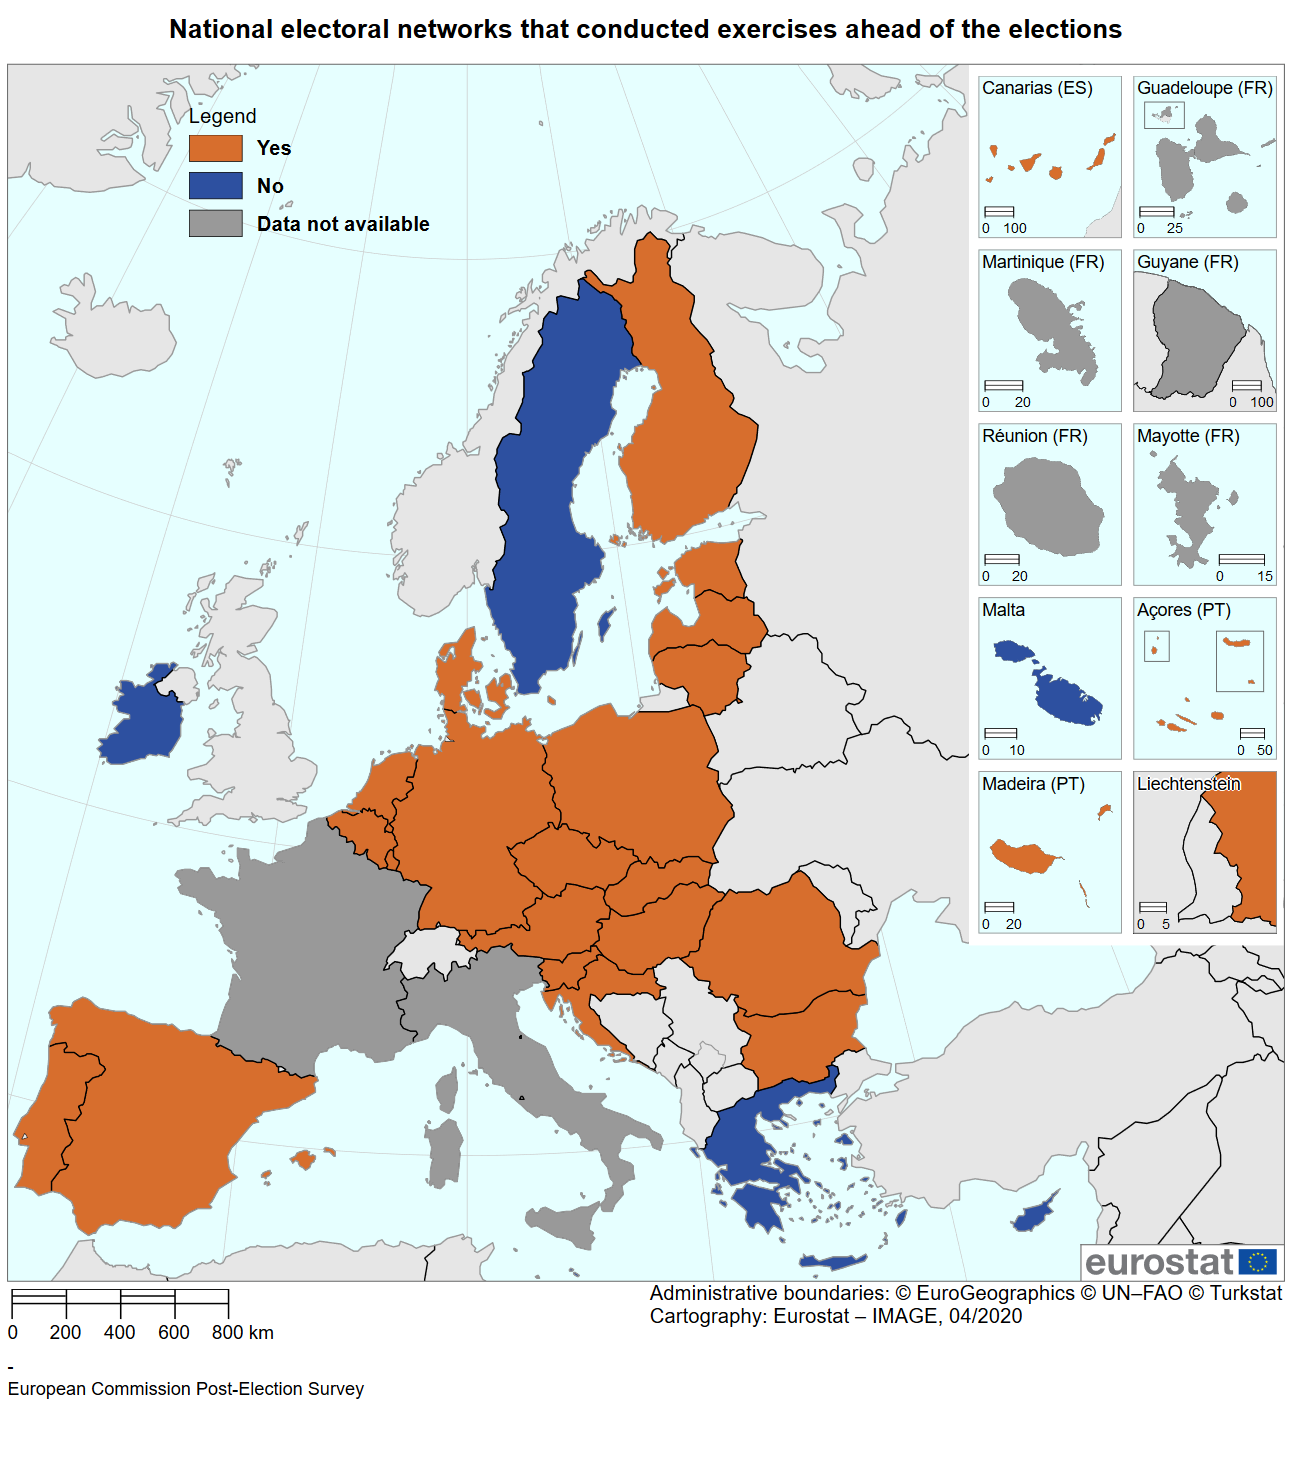 National electoral networks that conducted exercises ahead of the elections
Legend
Yes
No
Data not available
Canarias (ES)
0 100
Guadeloupe (FR)
0 25
Martinique (FR)
0 20
Guyane (FR)
0 100
Réunion (FR)
0 20
Mayotte (FR)
0 15
Malta
0 10
Açores (PT)
0 50
Madeira (PT)
0 20
Liechtenstein
0 5
eurostat
Administrative boundaries: © EuroGeographics © UN–FAO © Turkstat
Cartography: Eurostat – IMAGE, 04/2020
0 200 400 600 800 km
-
European Commission Post-Election Survey